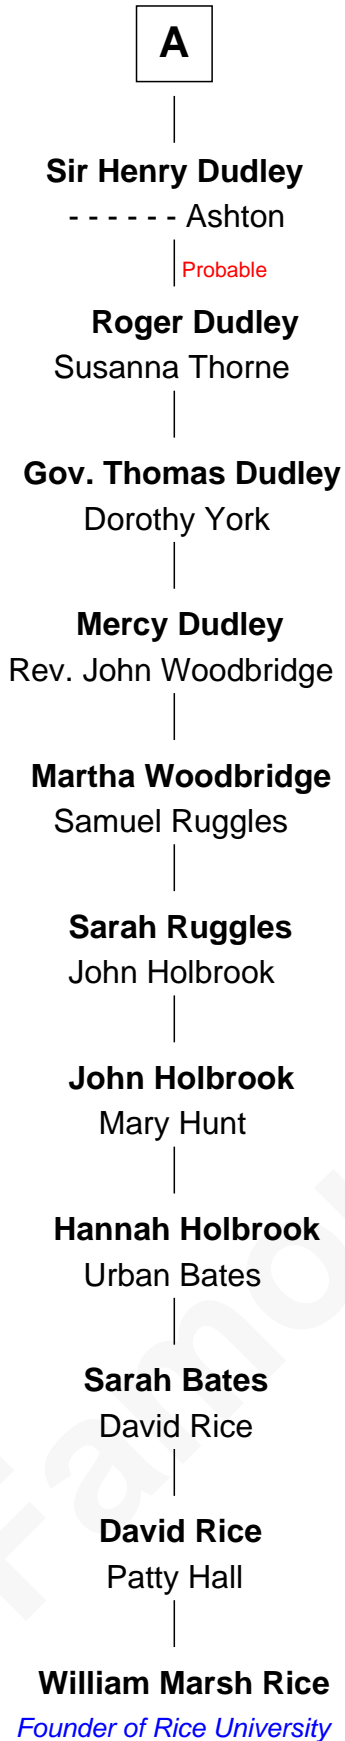 A
Sir Henry Dudley
- - - - - - Ashton
Probable
Roger Dudley
Susanna Thorne
Gov. Thomas Dudley
Dorothy York
Mercy Dudley
Rev. John Woodbridge
Martha Woodbridge
Samuel Ruggles
Sarah Ruggles
John Holbrook
John Holbrook
Mary Hunt
Hannah Holbrook
Urban Bates
Sarah Bates
David Rice
David Rice
Patty Hall
William Marsh Rice
Founder of Rice University